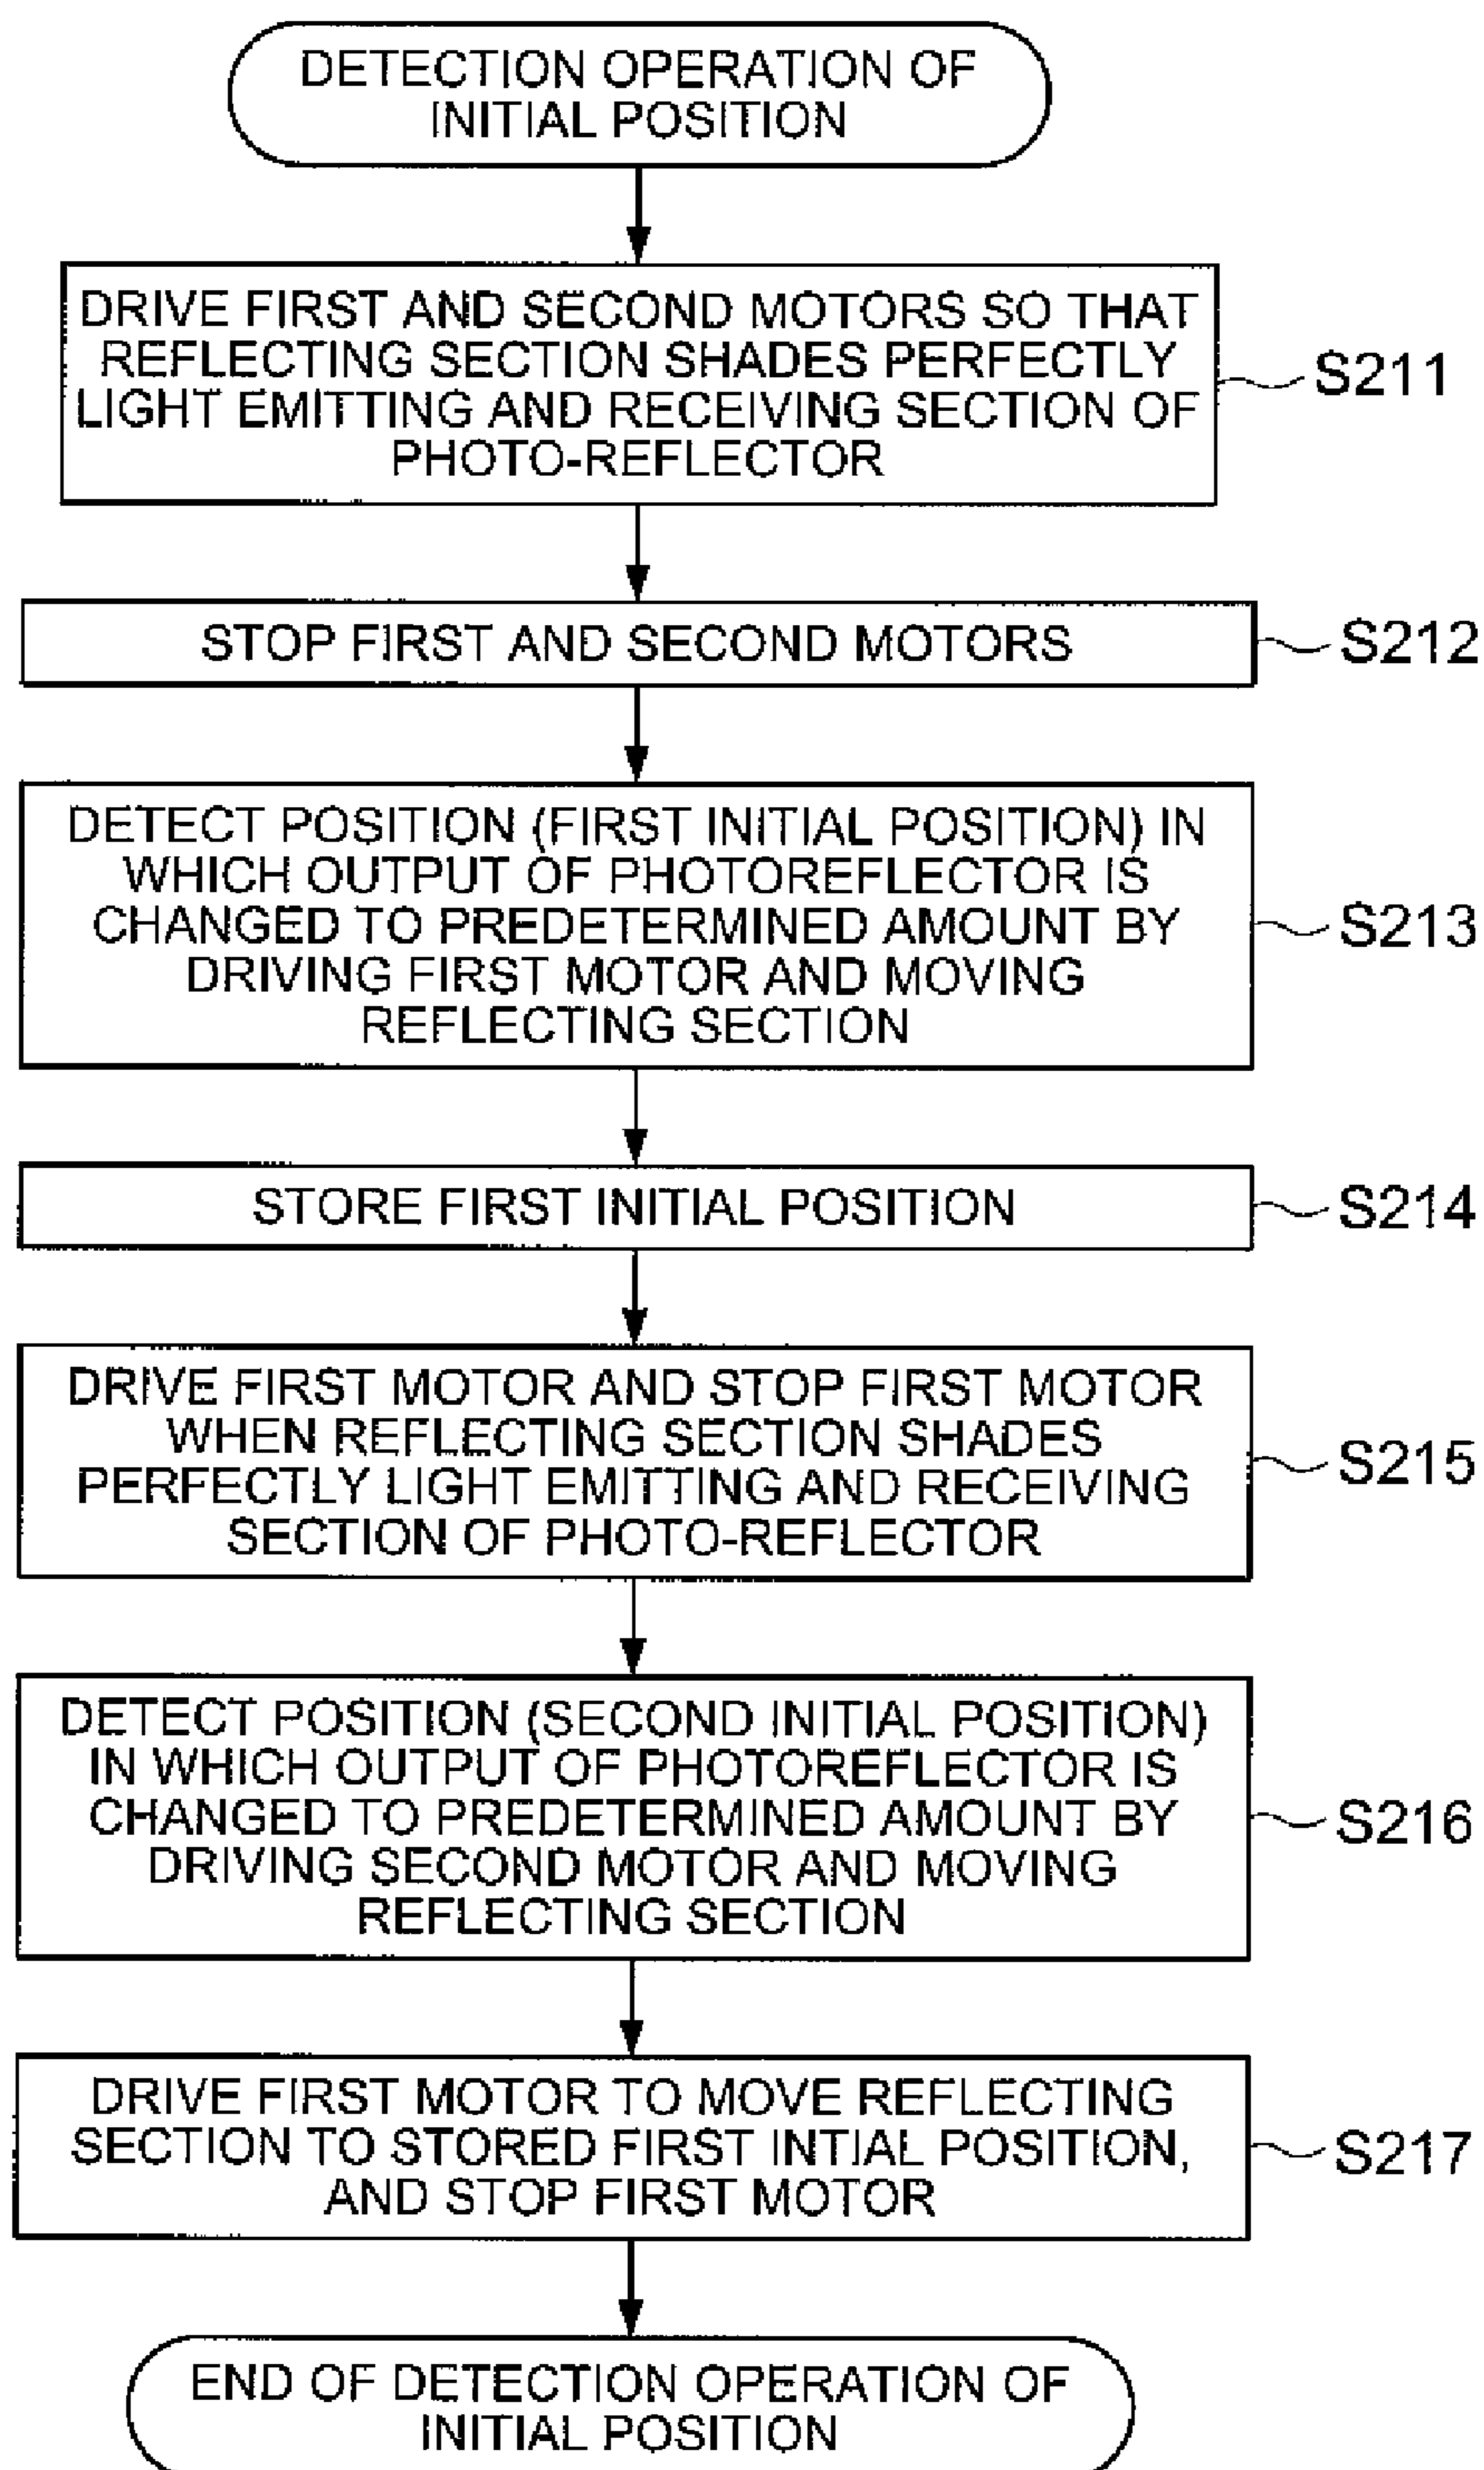 DETECTION OPERATION OF
INITIAL POSITION
DRIVE FIRST AND SECOND MOTORS SO THAT
REFLECTING SECTION SHADES PERFECTLY
LIGHT EMITTING AND RECEIVING SECTION OF
PHOTO-REFLECTOR
S211
STOP FIRST AND SECOND MOTORS
S212
DETECT POSITION (FIRST INITIAL POSITION) IN
WHICH OUTPUT OF PHOTOREFLECTOR IS
CHANGED TO PREDETERMINED AMOUNT BY
DRIVING FIRST MOTOR AND MOVING
REFLECTING SECTION
S213
STORE FIRST INITIAL POSITION
S214
DRIVE FIRST MOTOR AND STOP FIRST MOTOR
WHEN REFLECTING SECTION SHADES
PERFECTLY LIGHT EMITTING AND RECEIVING
SECTION OF PHOTO-REFLECTOR
S215
DETECT POSITION (SECOND INITIAL POSITION)
IN WHICH OUTPUT OF PHOTOREFLECTOR IS
CHANGED TO PREDETERMINED AMOUNT BY
DRIVING SECOND MOTOR AND MOVING
REFLECTING SECTION
S216
DRIVE FIRST MOTOR TO MOVE REFLECTING
SECTION TO STORED FIRST INTIAL POSITION,
AND STOP FIRST MOTOR
S217
END OF DETECTION OPERATION OF
INITIAL POSITION